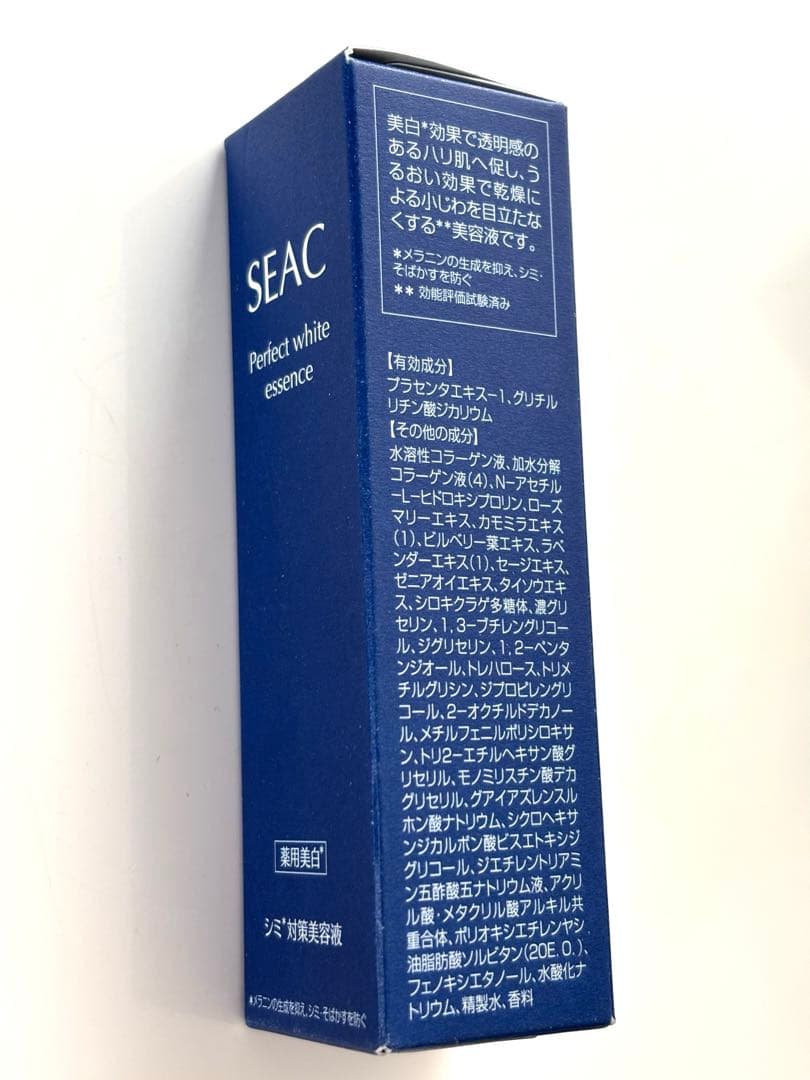 SEAC
Perfect white
essence
薬用美白*
シミ*対策美容液
*メラニンの生成を抑え、シミ・そばかすを防ぐ
美白*効果で透明感の
あるハリ肌へ促し、う
るおい効果で乾燥に
よる小じわを目立たな
くする**美容液です。
*メラニンの生成を抑え、シミ・
そばかすを防ぐ
** 効能評価試験済み
【有効成分】
プラセンタエキス-1、グリチル
リチン酸ジカリウム
【その他の成分】
水溶性コラーゲン液、加水分解
コラーゲン液(4)、N-アセチル
-L-ヒドロキシプロリン、ローズ
マリーエキス、カモミラエキス
(1)、ビルベリー葉エキス、ラベ
ンダーエキス(1)、セージエキス、
ゼニアオイエキス、タイソウエキ
ス、シロキクラゲ多糖体、濃グリ
セリン、1,3-ブチレングリコー
ル、ジグリセリン、1,2-ペンタ
ンジオール、トレハロース、トリメ
チルグリシン、ジプロピレングリ
コール、2-オクチルドデカノー
ル、メチルフェニルポリシロキサ
ン、トリ2-エチルヘキサン酸グ
リセリル、モノミリスチン酸デカ
グリセリル、グアイアズレンスル
ホン酸ナトリウム、シクロヘキサ
ンジカルボン酸ビスエトキシジ
グリコール、ジエチレントリアミ
ン五酢酸五ナトリウム液、アクリ
ル酸・メタクリル酸アルキル共
重合体、ポリオキシエチレンヤシ
油脂肪酸ソルビタン(20E.O.)、
フェノキシエタノール、水酸化ナ
トリウム、精製水、香料